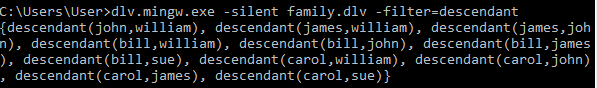 C:\Users\User>dlv.mingw.exe -silent family.dlv -filter=descendant
{descendant(john,william), descendant(james,william), descendant(james,joh
n), descendant(bill,william), descendant(bill,john), descendant(bill,james
), descendant(bill,sue), descendant(carol,william), descendant(carol,john)
, descendant(carol,james), descendant(carol,sue)}